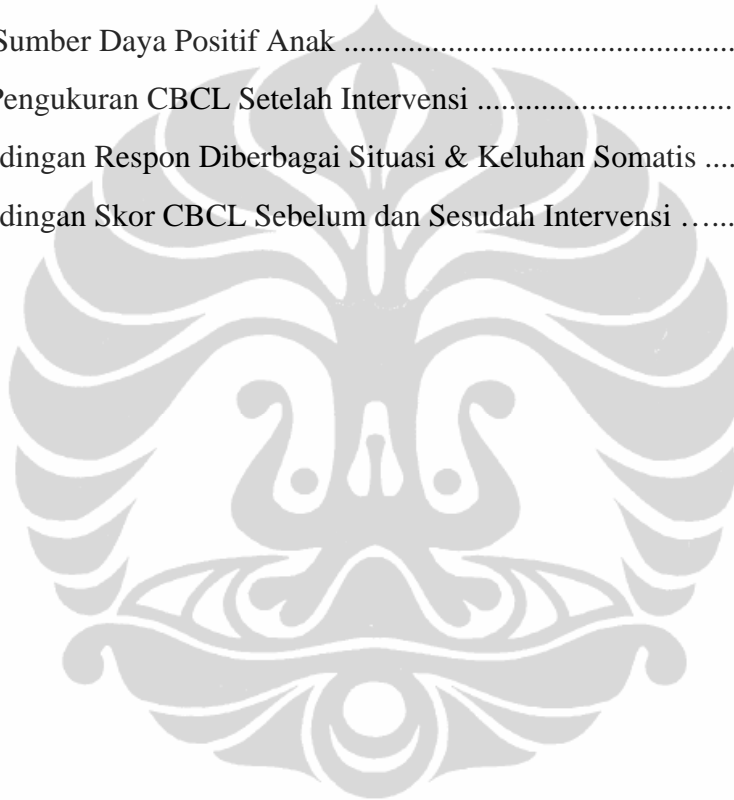 Sumber Daya Positif Anak ................................................
Pengukuran CBCL Setelah Intervensi ................................
dingan Respon Diberbagai Situasi & Keluhan Somatis ....
dingan Skor CBCL Sebelum dan Sesudah Intervensi …...